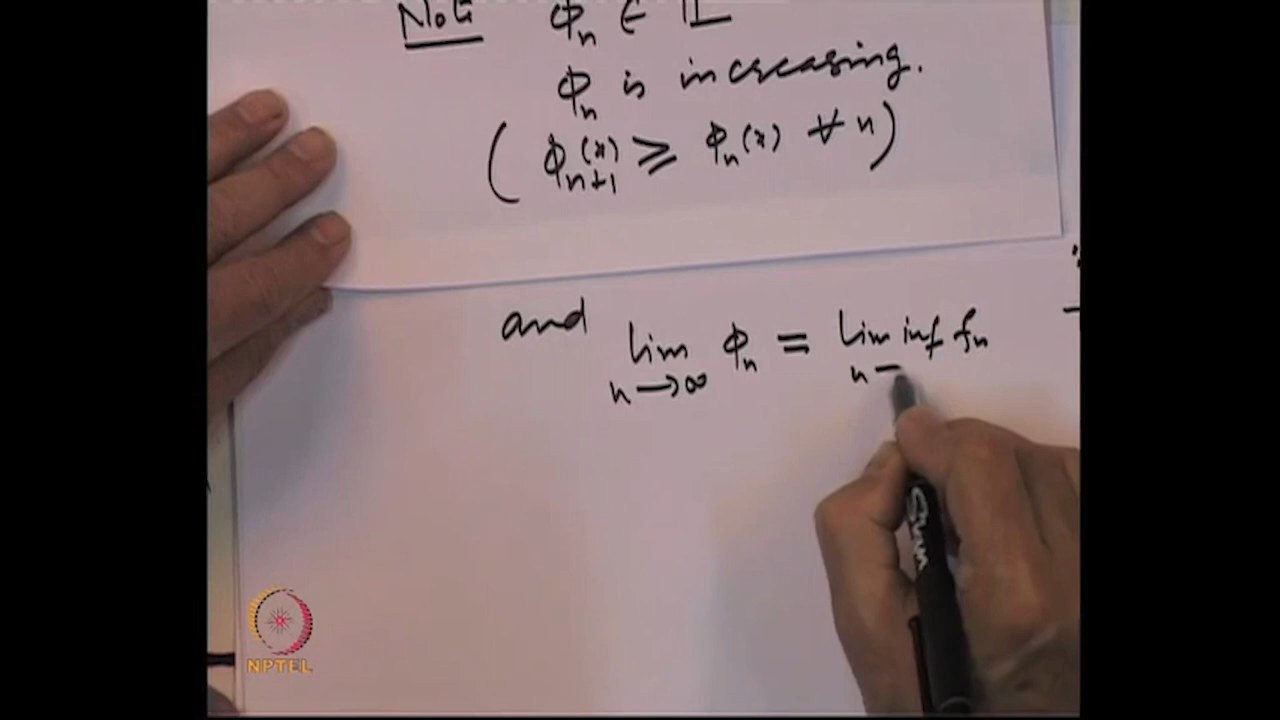 Note ϕₙ ∈ 𝕃
ϕₙ is increasing.
( ϕₙ₊₁(x) ≥ ϕₙ(x) ∀ n )
and lim ϕₙ = lim inf fₙ
n→∞ n –
NPTEL